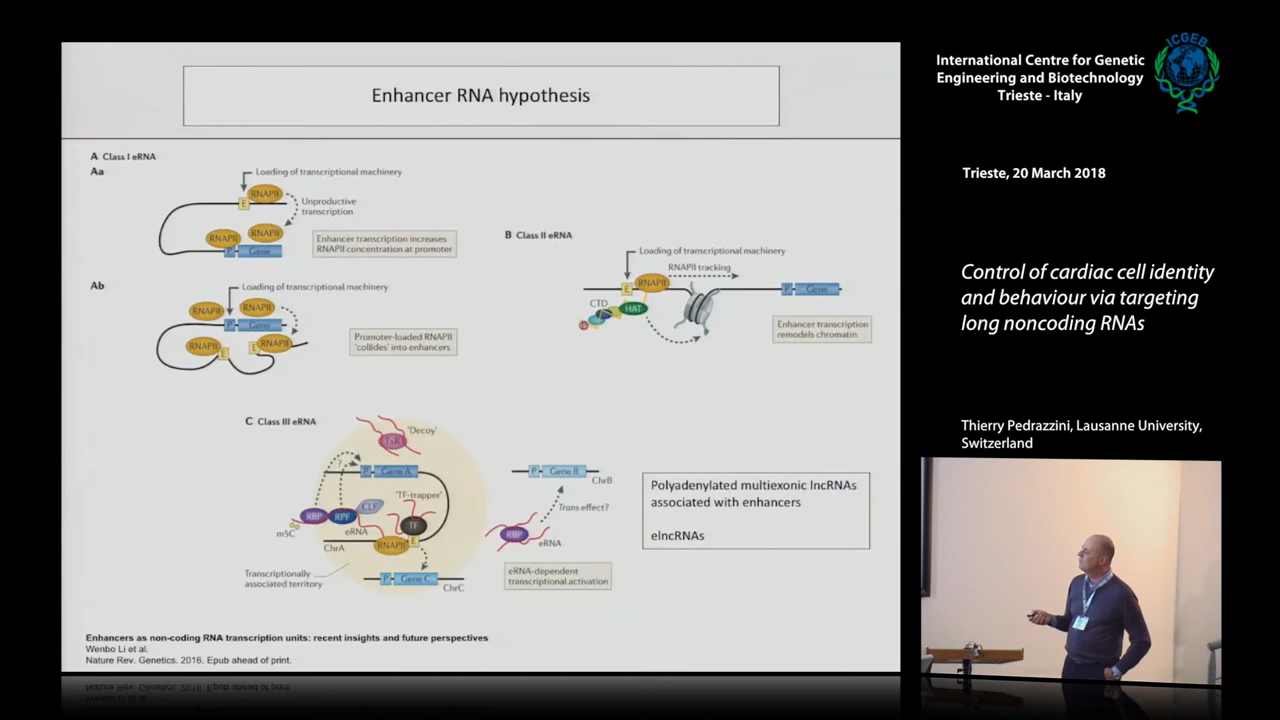 Enhancer RNA hypothesis
A Class I eRNA
Aa
Loading of transcriptional machinery
RNAPII
E
Unproductive
transcription
RNAPII
RNAPII
P
Gene
Enhancer transcription increases
RNAPII concentration at promoter
Ab
Loading of transcriptional machinery
RNAPII
RNAPII
P
Gene
RNAPII
E
E
RNAPII
Promoter-loaded RNAPII
'collides' into enhancers
B Class II eRNA
Loading of transcriptional machinery
RNAPII tracking
RNAPII
E
P
Gene
CTD
HAT
Enhancer transcription
remodels chromatin
C Class III eRNA
'Decoy'
TxR
P
Gene A
?
'TF-trapper'
CLF
RBP
RPF
TF
m5C
eRNA
RNAPII
E
ChrA
Transcriptionally
associated territory
P
Gene C
ChrC
P
Gene B
ChrB
Trans effect?
RBP
eRNA
eRNA-dependent
transcriptional activation
Polyadenylated multiexonic lncRNAs
associated with enhancers
elncRNAs
Enhancers as non-coding RNA transcription units: recent insights and future perspectives
Wenbo Li et al.
Nature Rev. Genetics. 2016. Epub ahead of print.
International Centre for Genetic
Engineering and Biotechnology
Trieste - Italy
ICGEB
Trieste, 20 March 2018
Control of cardiac cell identity
and behaviour via targeting
long noncoding RNAs
Thierry Pedrazzini, Lausanne University,
Switzerland